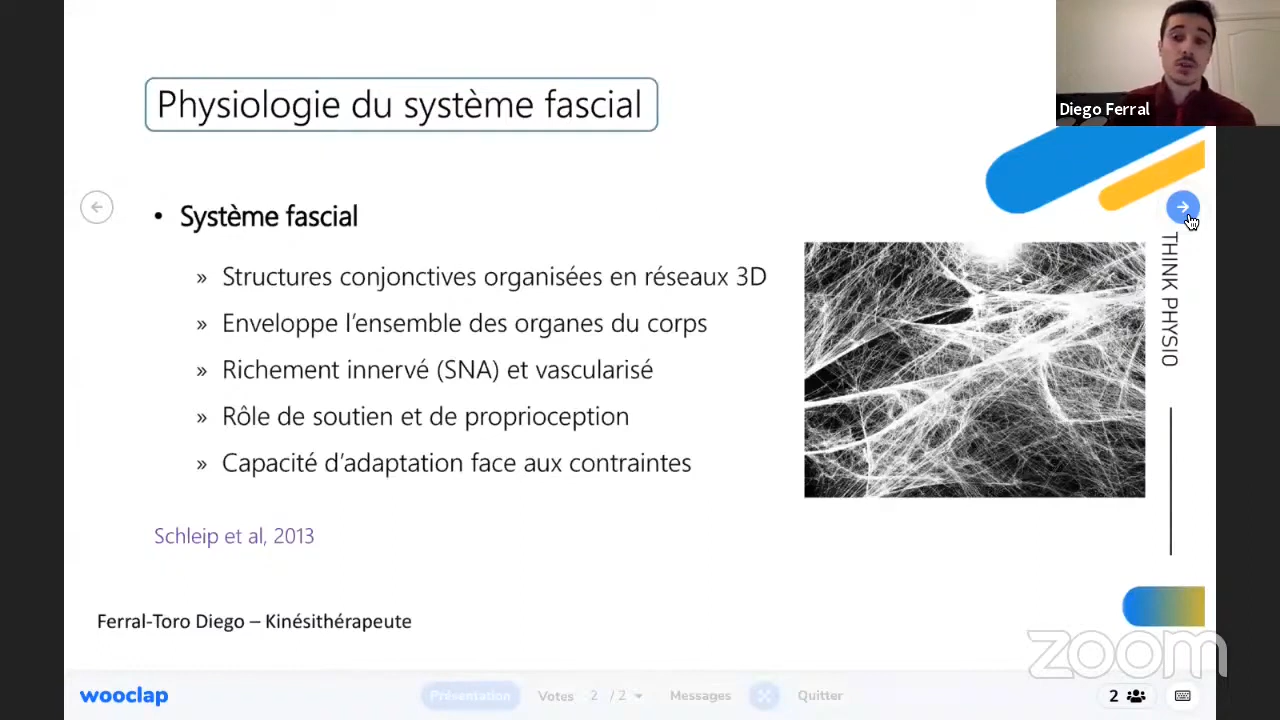 Physiologie du système fascial
Diego Ferral
• Système fascial
» Structures conjonctives organisées en réseaux 3D
» Enveloppe l’ensemble des organes du corps
» Richement innervé (SNA) et vascularisé
» Rôle de soutien et de proprioception
» Capacité d’adaptation face aux contraintes
THINK PHYSIO
Schleip et al, 2013
Ferral-Toro Diego – Kinésithérapeute
zoom
wooclap
Présentation
Votes
2 / 2
Messages
Quitter
2